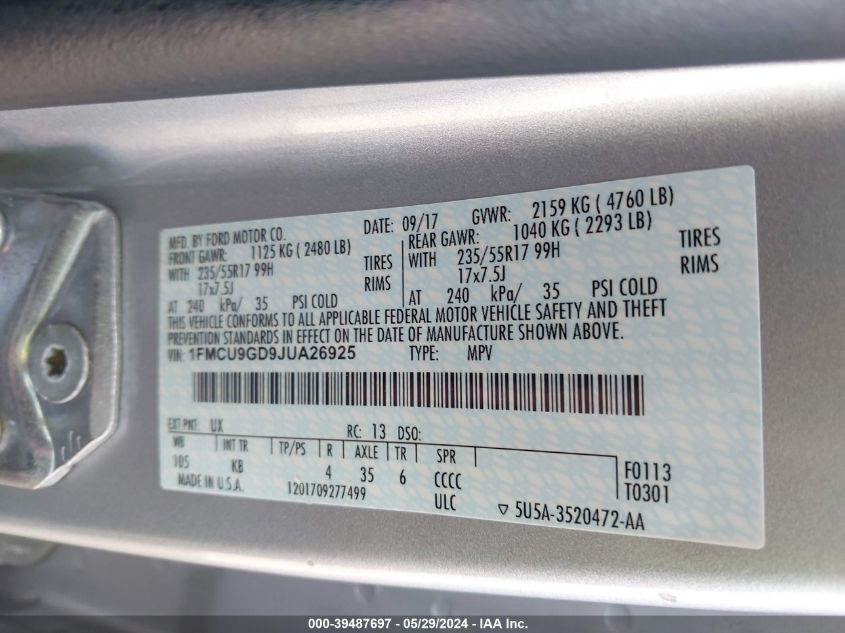 MFD. BY FORD MOTOR CO.
DATE: 09/17 GVWR: 2159 KG ( 4760 LB)
FRONT GAWR: 1125 KG ( 2480 LB)
WITH 235/55R17 99H TIRES
17x7.5J RIMS
AT 240 kPa/ 35 PSI COLD
REAR GAWR: 1040 KG ( 2293 LB)
WITH 235/55R17 99H TIRES
17x7.5J RIMS
AT 240 kPa/ 35 PSI COLD
THIS VEHICLE CONFORMS TO ALL APPLICABLE FEDERAL MOTOR VEHICLE SAFETY AND THEFT
PREVENTION STANDARDS IN EFFECT ON THE DATE OF MANUFACTURE SHOWN ABOVE.
VIN: 1FMCU9GD9JUA26925 TYPE: MPV
EXT PNT: UX RC: 13 DSO:
WB INT TR TP/PS R AXLE TR SPR
105 KB 4 35 6 CCCC
MADE IN U.S.A. 1201709277499 ULC
F0113
T0301
▽ 5U5A-3520472-AA
000-39487697 - 05/29/2024 - IAA Inc.